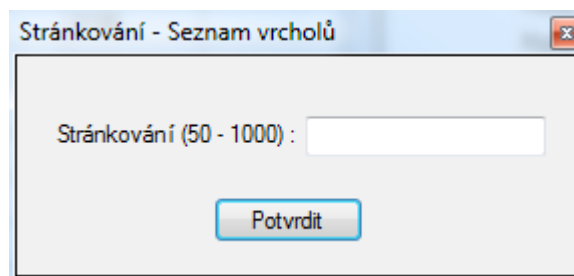 Stránkování - Seznam vrcholů
Stránkování (50 - 1000) :
Potvrdit